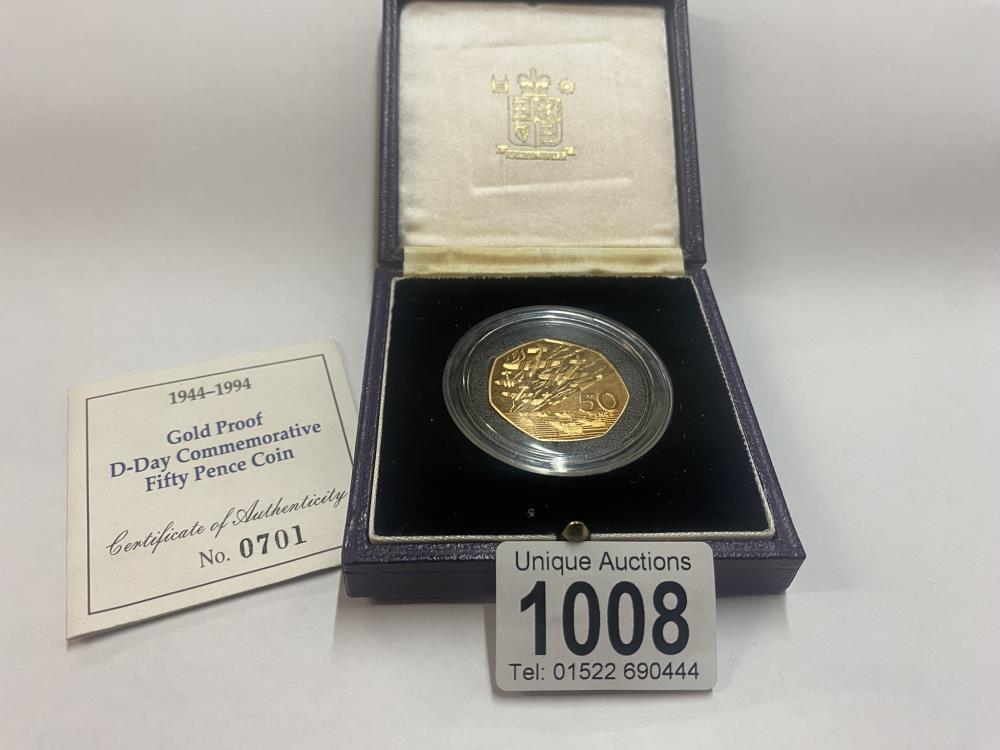 1944–1994
Gold Proof
D-Day Commemorative
Fifty Pence Coin
Certificate of Authenticity
No. 0701
50
PENCE
Unique Auctions
1008
Tel: 01522 690444